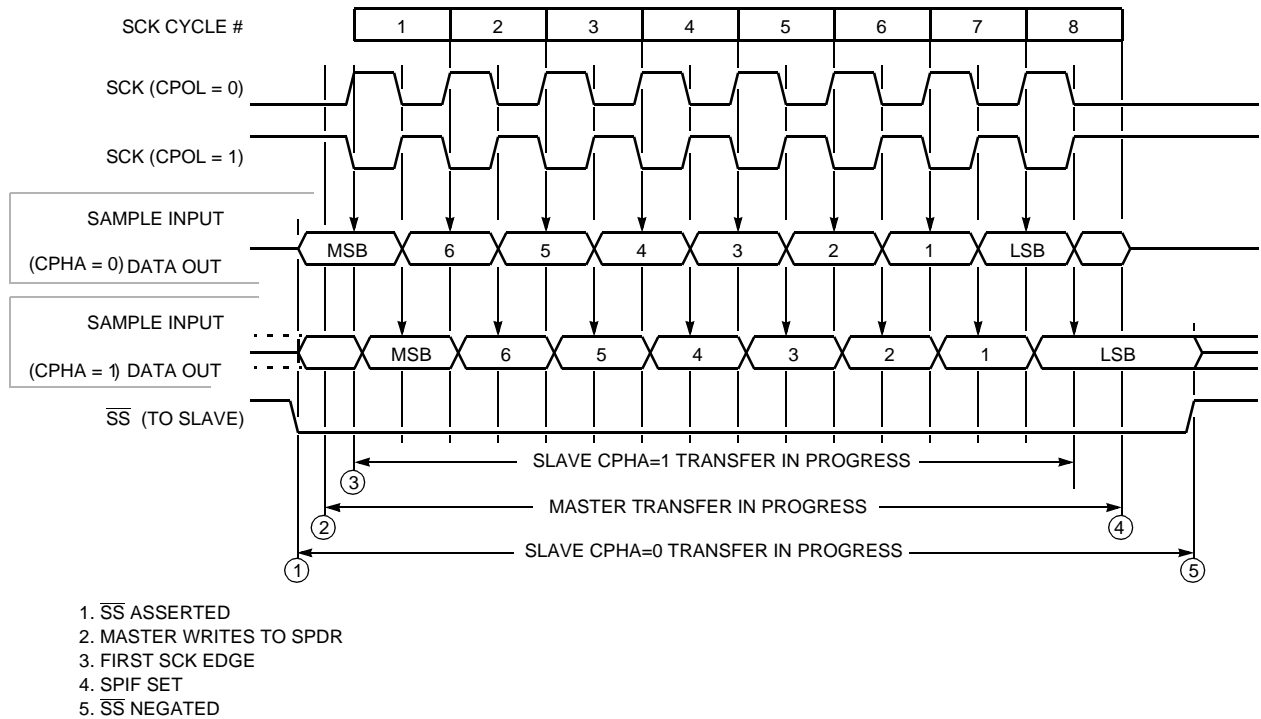 SCK CYCLE # 1 2 3 4 5 6 7 8
SCK (CPOL = 0)
SCK (CPOL = 1)
SAMPLE INPUT
(CPHA = 0) DATA OUT MSB 6 5 4 3 2 1 LSB
SAMPLE INPUT
(CPHA = 1) DATA OUT MSB 6 5 4 3 2 1 LSB
S̅S̅ (TO SLAVE)
SLAVE CPHA=1 TRANSFER IN PROGRESS
3
MASTER TRANSFER IN PROGRESS
2 4
SLAVE CPHA=0 TRANSFER IN PROGRESS
1 5
1. S̅S̅ ASSERTED
2. MASTER WRITES TO SPDR
3. FIRST SCK EDGE
4. SPIF SET
5. S̅S̅ NEGATED